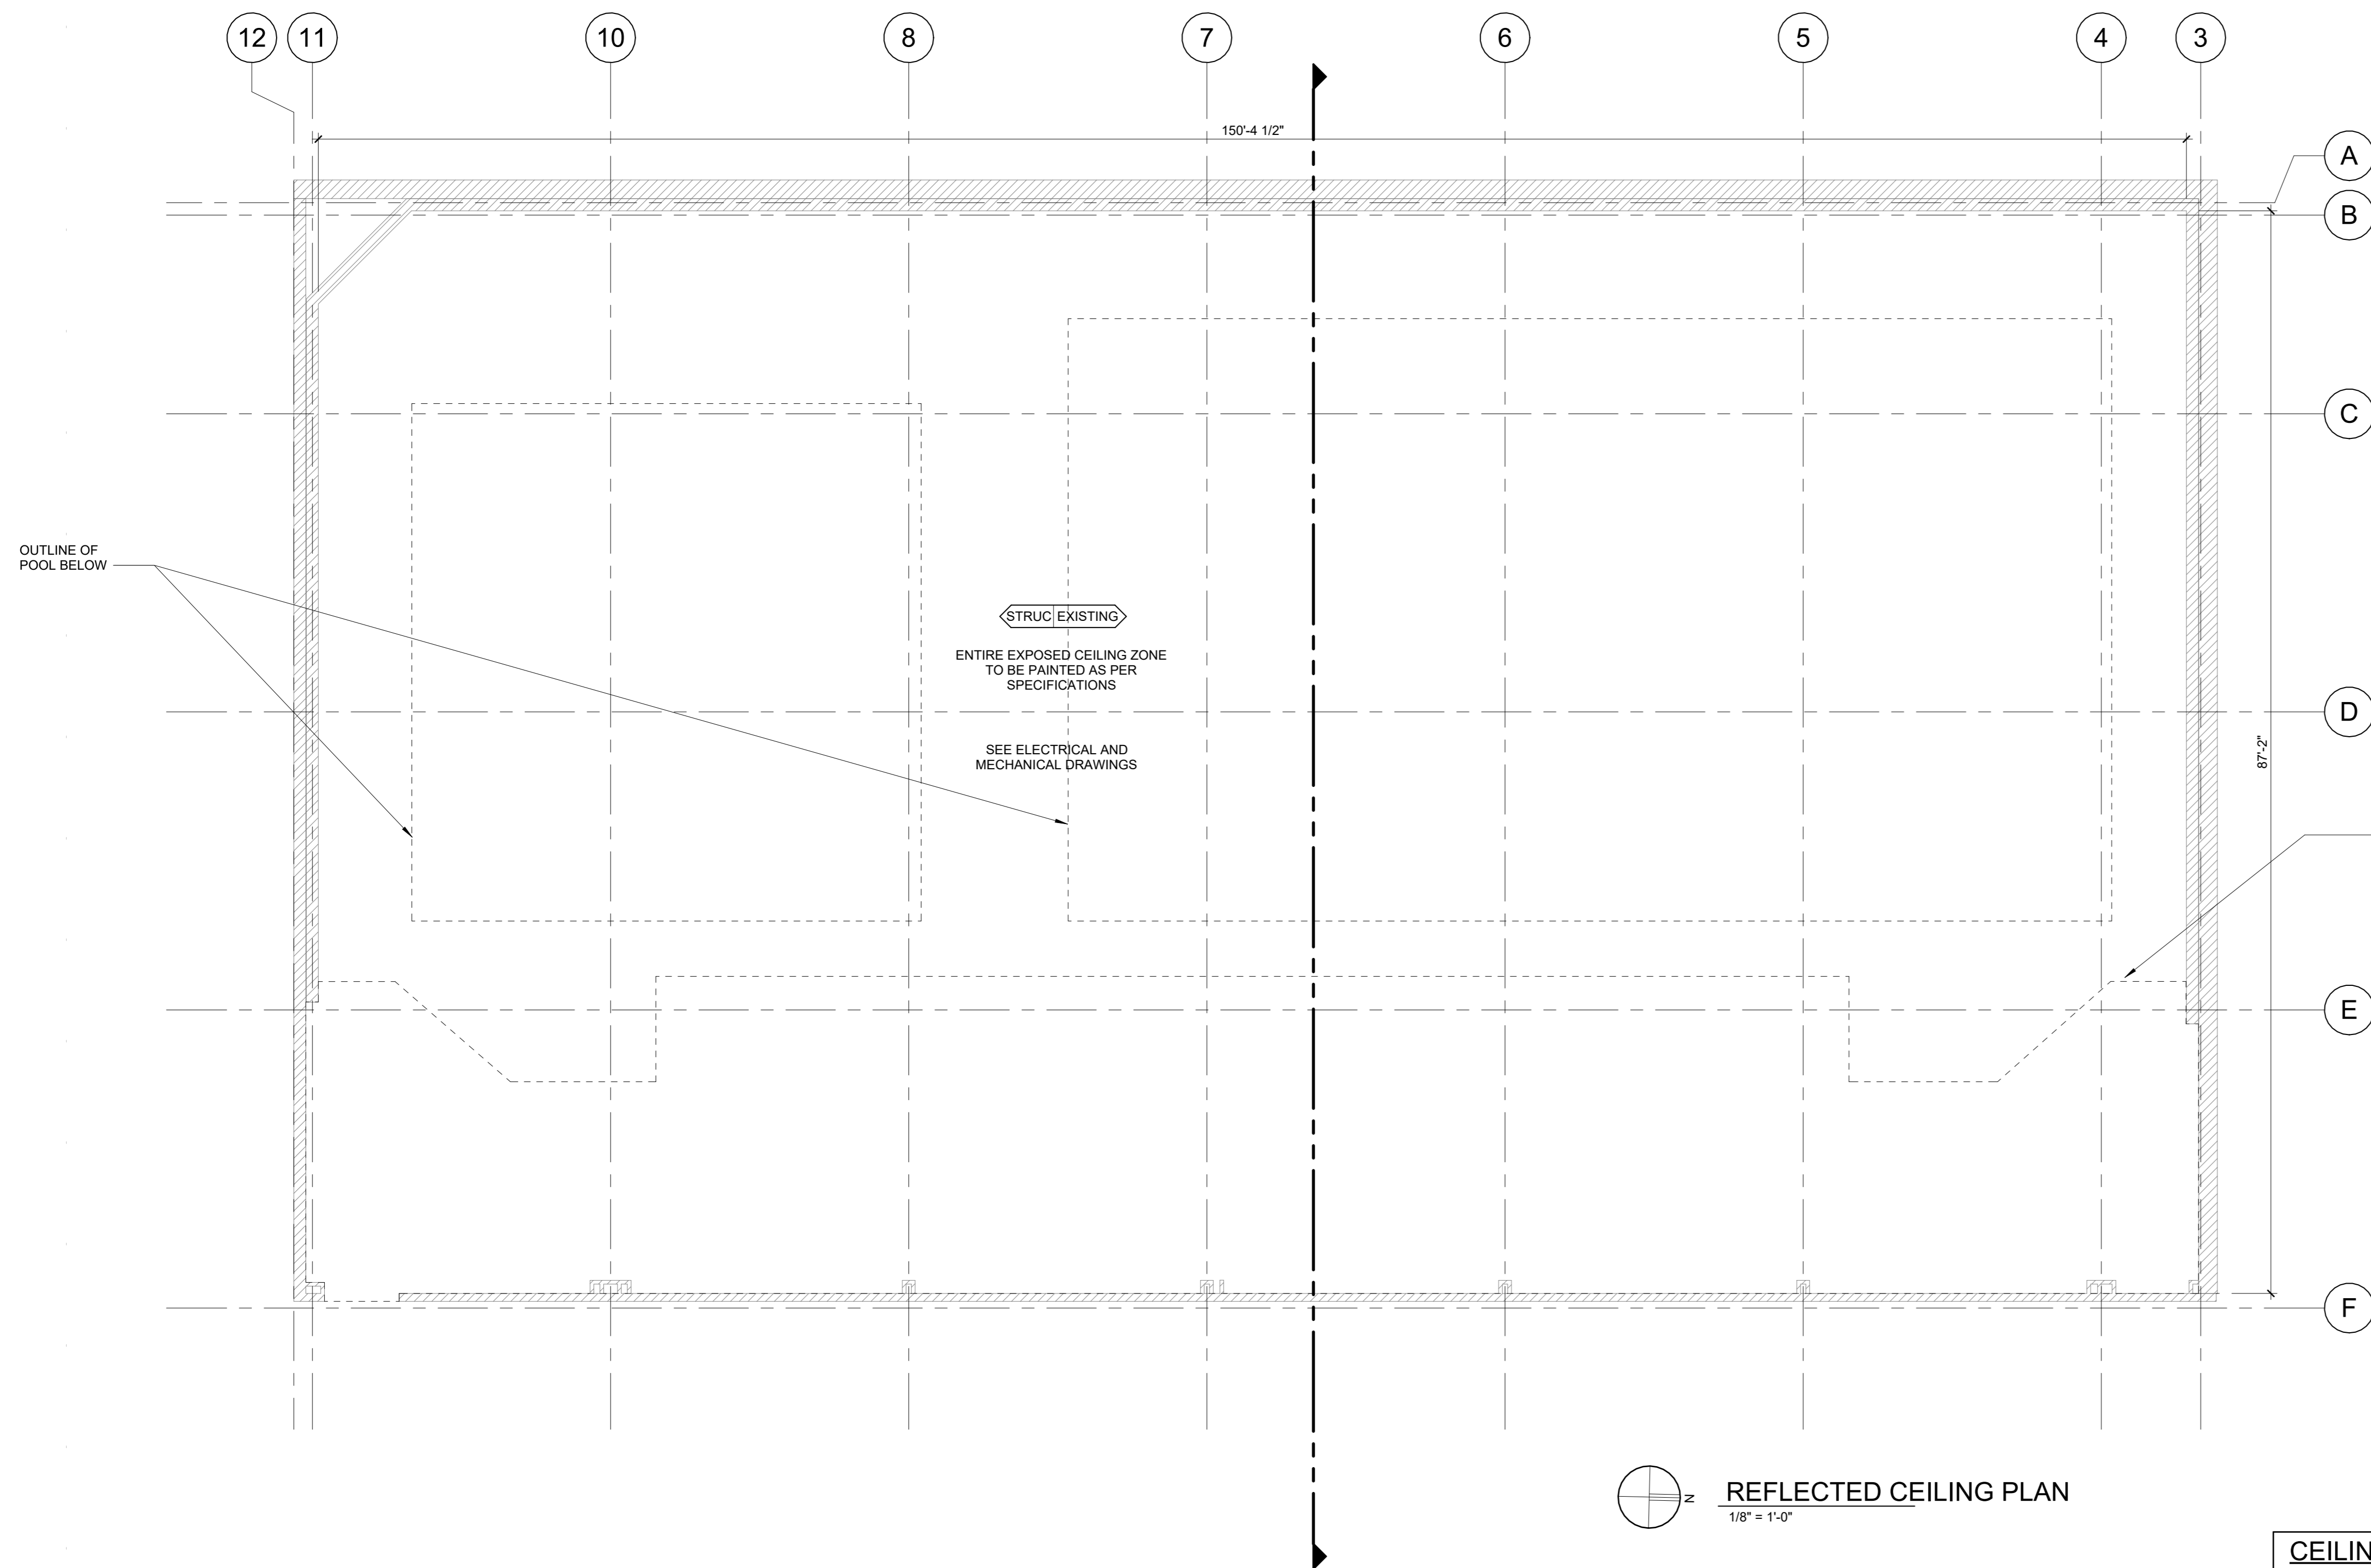 12
11
10
8
7
6
5
4
3
150'-4 1/2"
A
B
C
OUTLINE OF
POOL BELOW
STRUC EXISTING
ENTIRE EXPOSED CEILING ZONE
TO BE PAINTED AS PER
SPECIFICATIONS
D
87'-2"
SEE ELECTRICAL AND
MECHANICAL DRAWINGS
E
F
N
REFLECTED CEILING PLAN
1/8" = 1'-0"
CEILIN